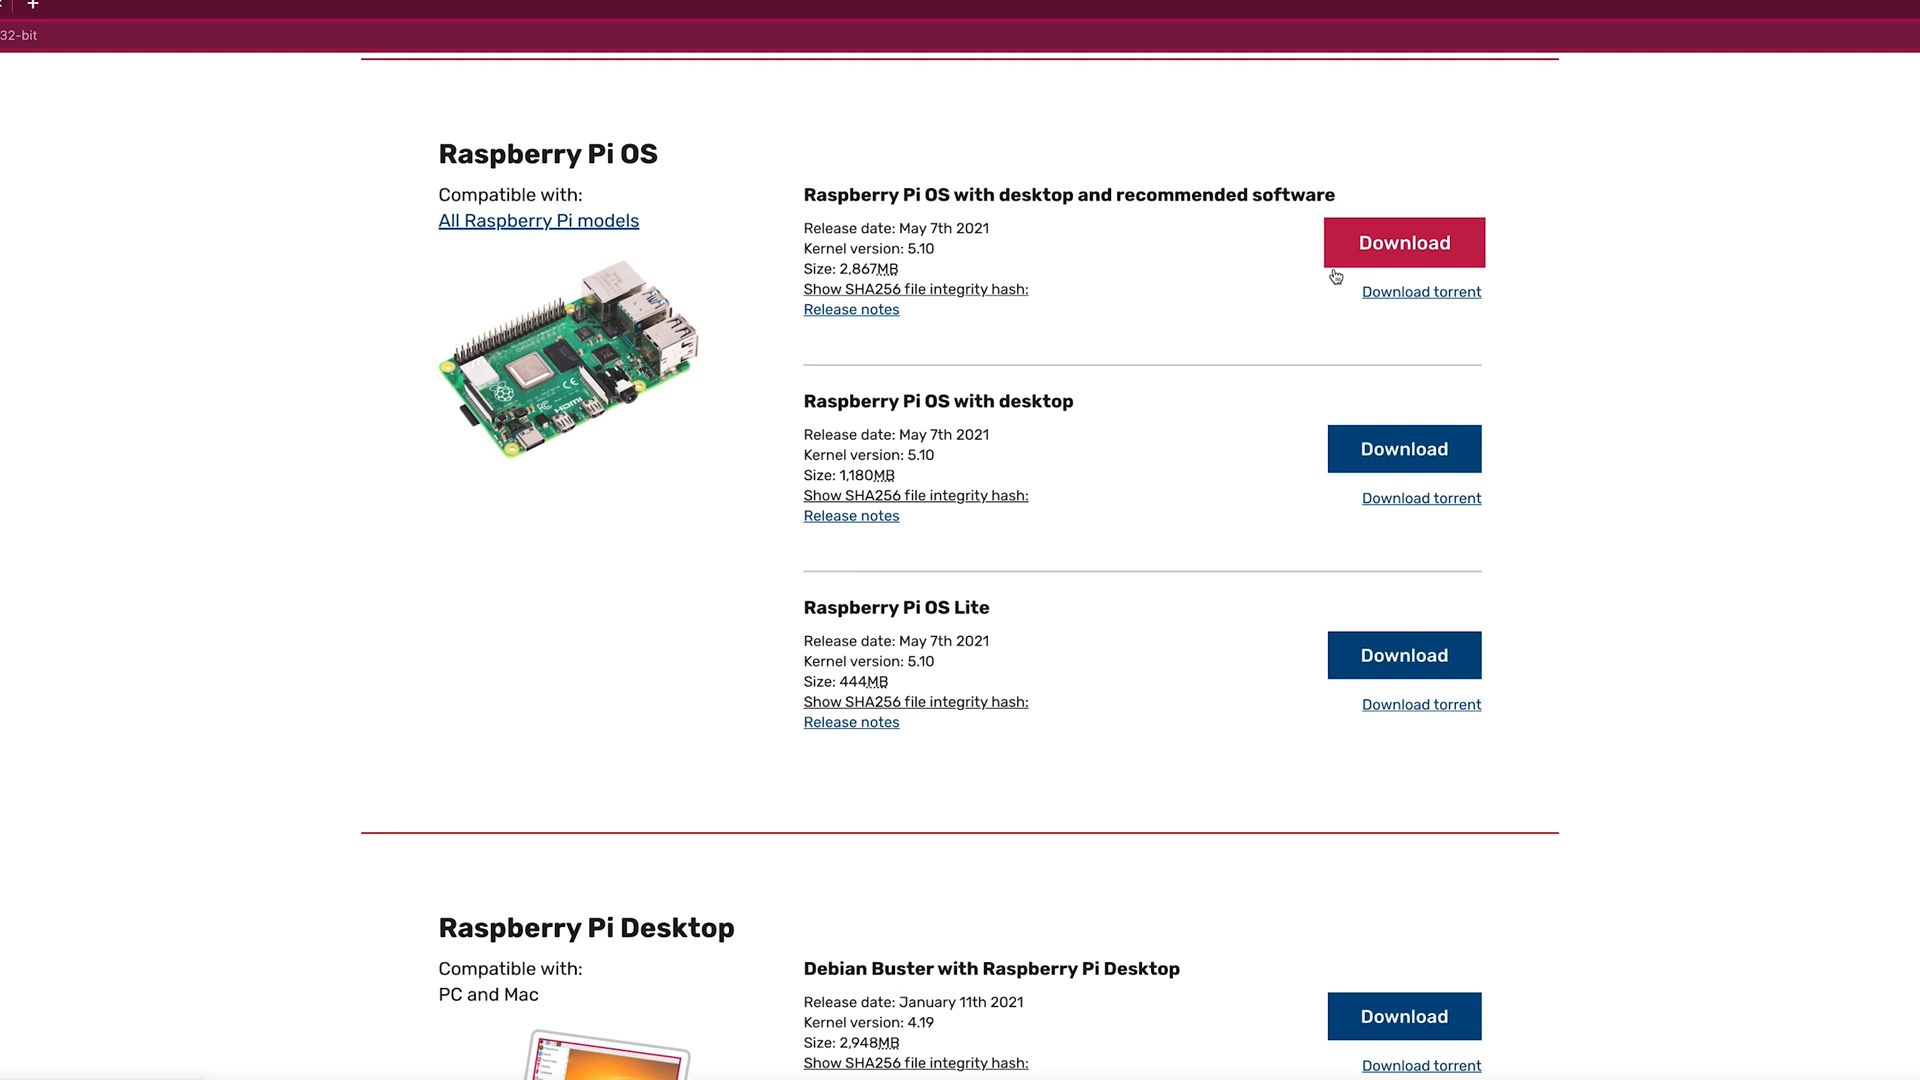 +
32-bit
Raspberry Pi OS
Compatible with:
All Raspberry Pi models
HDMI
Raspberry Pi OS with desktop and recommended software
Release date: May 7th 2021
Kernel version: 5.10
Size: 2,867MB
Show SHA256 file integrity hash:
Release notes
Download
Download torrent
Raspberry Pi OS with desktop
Release date: May 7th 2021
Kernel version: 5.10
Size: 1,180MB
Show SHA256 file integrity hash:
Release notes
Download
Download torrent
Raspberry Pi OS Lite
Release date: May 7th 2021
Kernel version: 5.10
Size: 444MB
Show SHA256 file integrity hash:
Release notes
Download
Download torrent
Raspberry Pi Desktop
Compatible with:
PC and Mac
Debian Buster with Raspberry Pi Desktop
Release date: January 11th 2021
Kernel version: 4.19
Size: 2,948MB
Show SHA256 file integrity hash:
Download
Download torrent